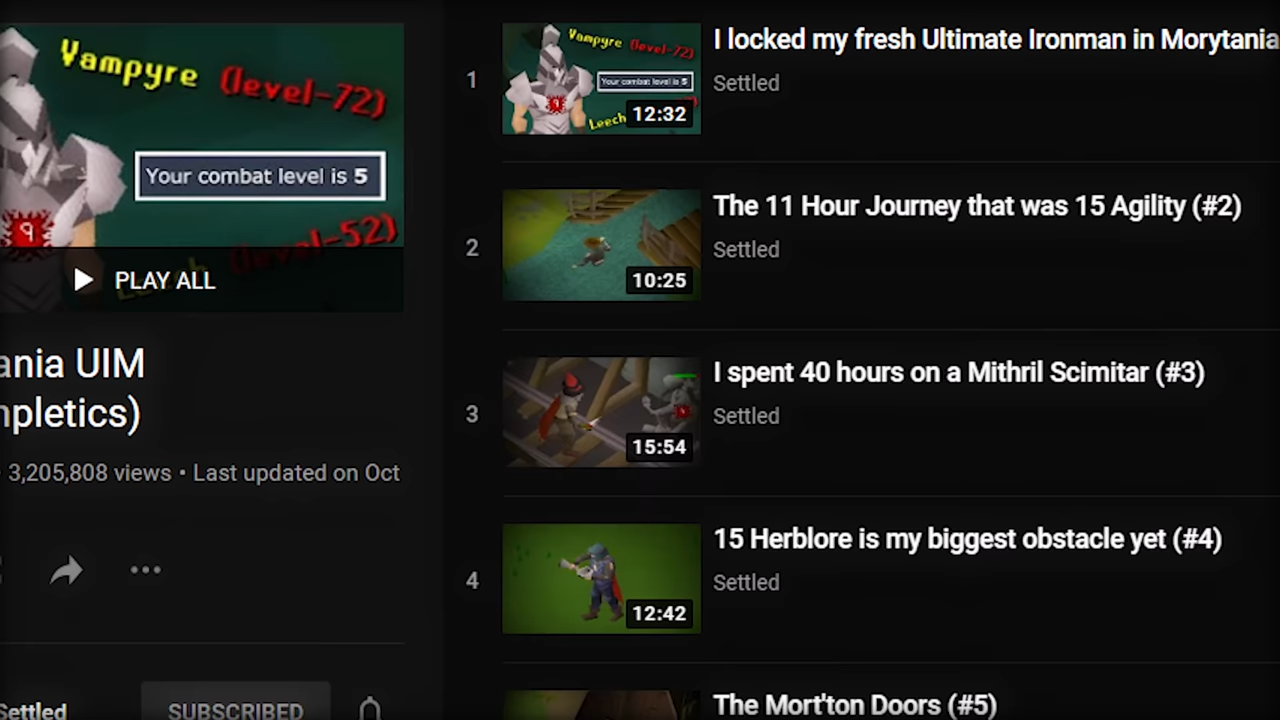 Vampyre (level-72)
Your combat level is 5
9
Leech (level-52)
PLAY ALL
ania UIM
npletics)
3,205,808 views • Last updated on Oct
Settled
SUBSCRIBED
1
Vampyre (level-72)
Your combat level is 5
Leech
12:32
I locked my fresh Ultimate Ironman in Morytania
Settled
2
10:25
The 11 Hour Journey that was 15 Agility (#2)
Settled
3
15:54
I spent 40 hours on a Mithril Scimitar (#3)
Settled
4
12:42
15 Herblore is my biggest obstacle yet (#4)
Settled
The Mort'ton Doors (#5)